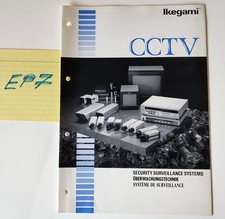 Ikegami
CCTV
EP7
SECURITY SURVEILLANCE SYSTEMS
ÜBERWACHUNGSTECHNIK
SYSTÈME DE SURVEILLANCE